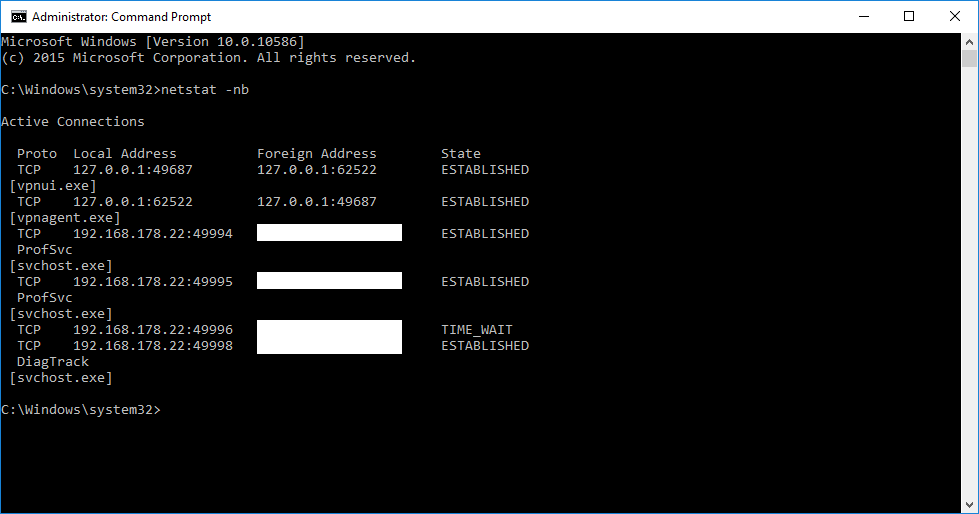 Administrator: Command Prompt
Microsoft Windows [Version 10.0.10586]
(c) 2015 Microsoft Corporation. All rights reserved.
C:\Windows\system32>netstat -nb
Active Connections
Proto  Local Address          Foreign Address        State
TCP    127.0.0.1:49687        127.0.0.1:62522        ESTABLISHED
[vpnui.exe]
TCP    127.0.0.1:62522        127.0.0.1:49687        ESTABLISHED
[vpnagent.exe]
TCP    192.168.178.22:49994                          ESTABLISHED
ProfSvc
[svchost.exe]
TCP    192.168.178.22:49995                          ESTABLISHED
ProfSvc
[svchost.exe]
TCP    192.168.178.22:49996                          TIME_WAIT
TCP    192.168.178.22:49998                          ESTABLISHED
DiagTrack
[svchost.exe]
C:\Windows\system32>